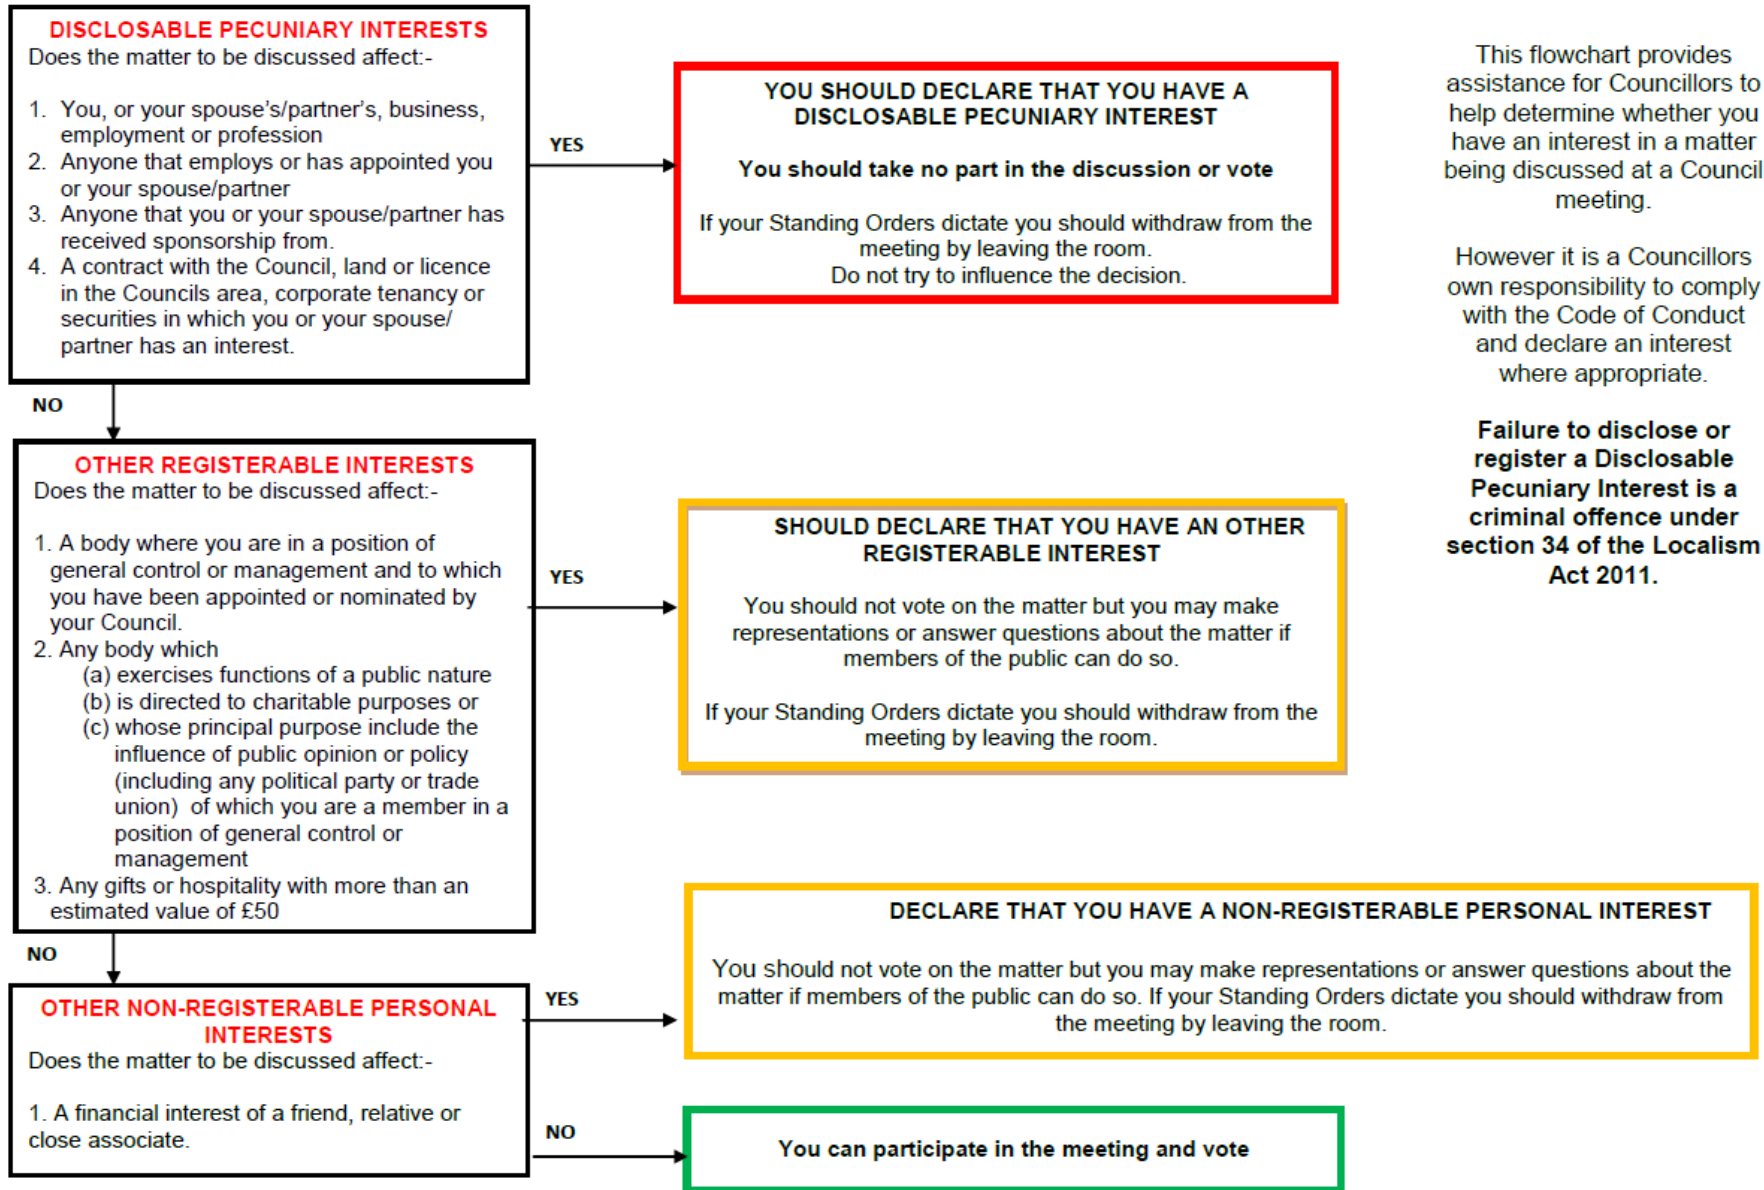 DISCLOSABLE PECUNIARY INTERESTS
Does the matter to be discussed affect:-
1. You, or your spouse's/partner's, business,
employment or profession
2. Anyone that employs or has appointed you
or your spouse/partner
3. Anyone that you or your spouse/partner has
received sponsorship from.
4. A contract with the Council, land or licence
in the Councils area, corporate tenancy or
securities in which you or your spouse/
partner has an interest.
YES
YOU SHOULD DECLARE THAT YOU HAVE A
DISCLOSABLE PECUNIARY INTEREST
You should take no part in the discussion or vote
If your Standing Orders dictate you should withdraw from the
meeting by leaving the room.
Do not try to influence the decision.
This flowchart provides
assistance for Councillors to
help determine whether you
have an interest in a matter
being discussed at a Council
meeting.
However it is a Councillors
own responsibility to comply
with the Code of Conduct
and declare an interest
where appropriate.
Failure to disclose or
register a Disclosable
Pecuniary Interest is a
criminal offence under
section 34 of the Localism
Act 2011.
NO
OTHER REGISTERABLE INTERESTS
Does the matter to be discussed affect:-
1. A body where you are in a position of
general control or management and to which
you have been appointed or nominated by
your Council.
2. Any body which
(a) exercises functions of a public nature
(b) is directed to charitable purposes or
(c) whose principal purpose include the
influence of public opinion or policy
(including any political party or trade
union) of which you are a member in a
position of general control or
management
3. Any gifts or hospitality with more than an
estimated value of £50
YES
SHOULD DECLARE THAT YOU HAVE AN OTHER
REGISTERABLE INTEREST
You should not vote on the matter but you may make
representations or answer questions about the matter if
members of the public can do so.
If your Standing Orders dictate you should withdraw from the
meeting by leaving the room.
NO
OTHER NON-REGISTERABLE PERSONAL
INTERESTS
Does the matter to be discussed affect:-
1. A financial interest of a friend, relative or
close associate.
YES
DECLARE THAT YOU HAVE A NON-REGISTERABLE PERSONAL INTEREST
You should not vote on the matter but you may make representations or answer questions about the
matter if members of the public can do so. If your Standing Orders dictate you should withdraw from
the meeting by leaving the room.
NO
You can participate in the meeting and vote